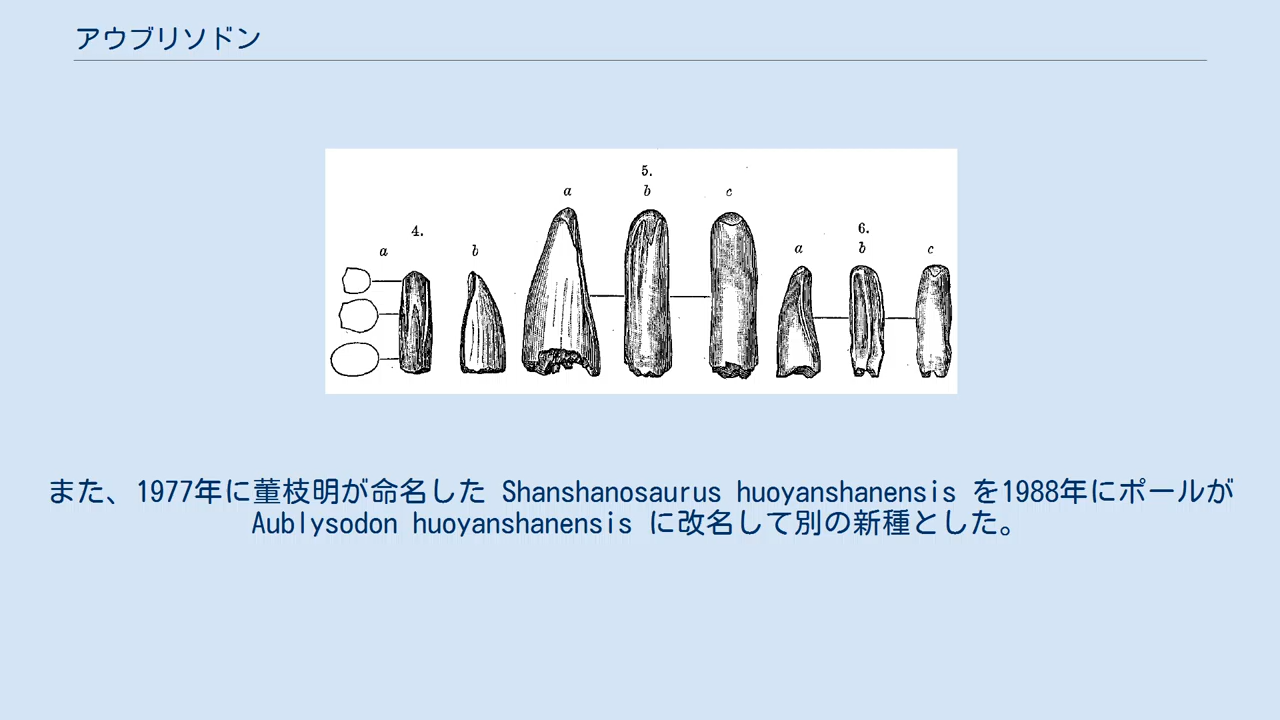 アウブリソドン
5.
a b c
4.
6.
a b
a b c
また、1977年に董枝明が命名した Shanshanosaurus huoyanshanensis を1988年にポールが
Aublysodon huoyanshanensis に改名して別の新種とした。